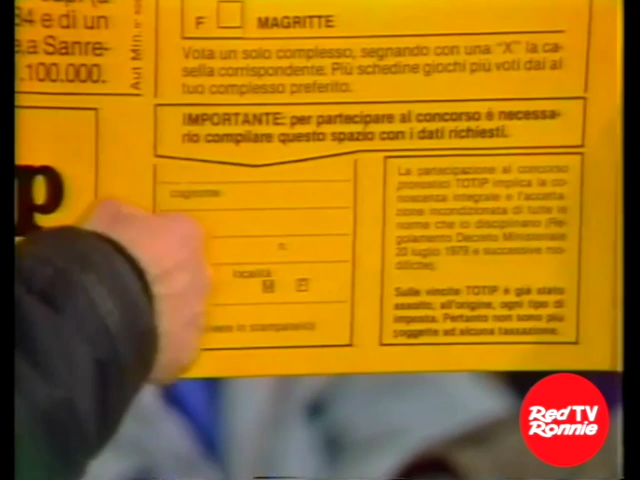 84 e di un
a Sanre-
.100.000.
Aut Min.
F MAGRITTE
Vota un solo complesso, segnando con una "X" la ca-
sella corrispondente. Più schedine giochi più voti dai al
tuo complesso preferito.
IMPORTANTE: per partecipare al concorso è necessa-
rio compilare questo spazio con i dati richiesti.
p
cognome
n.
località
M F
in stampatello
La partecipazione al concorso
pronostici TOTIP implica la co-
noscenza integrale e l'accetta-
zione incondizionata di tutte le
norme che lo disciplinano (Re-
golamento Decreto Ministeriale
20 luglio 1979 e successive mo-
difiche).
Sulle vincite TOTIP è già stato
assolto, all'origine, ogni tipo di
imposta. Pertanto non sono più
soggette ad alcuna tassazione.
Red TV
Ronnie